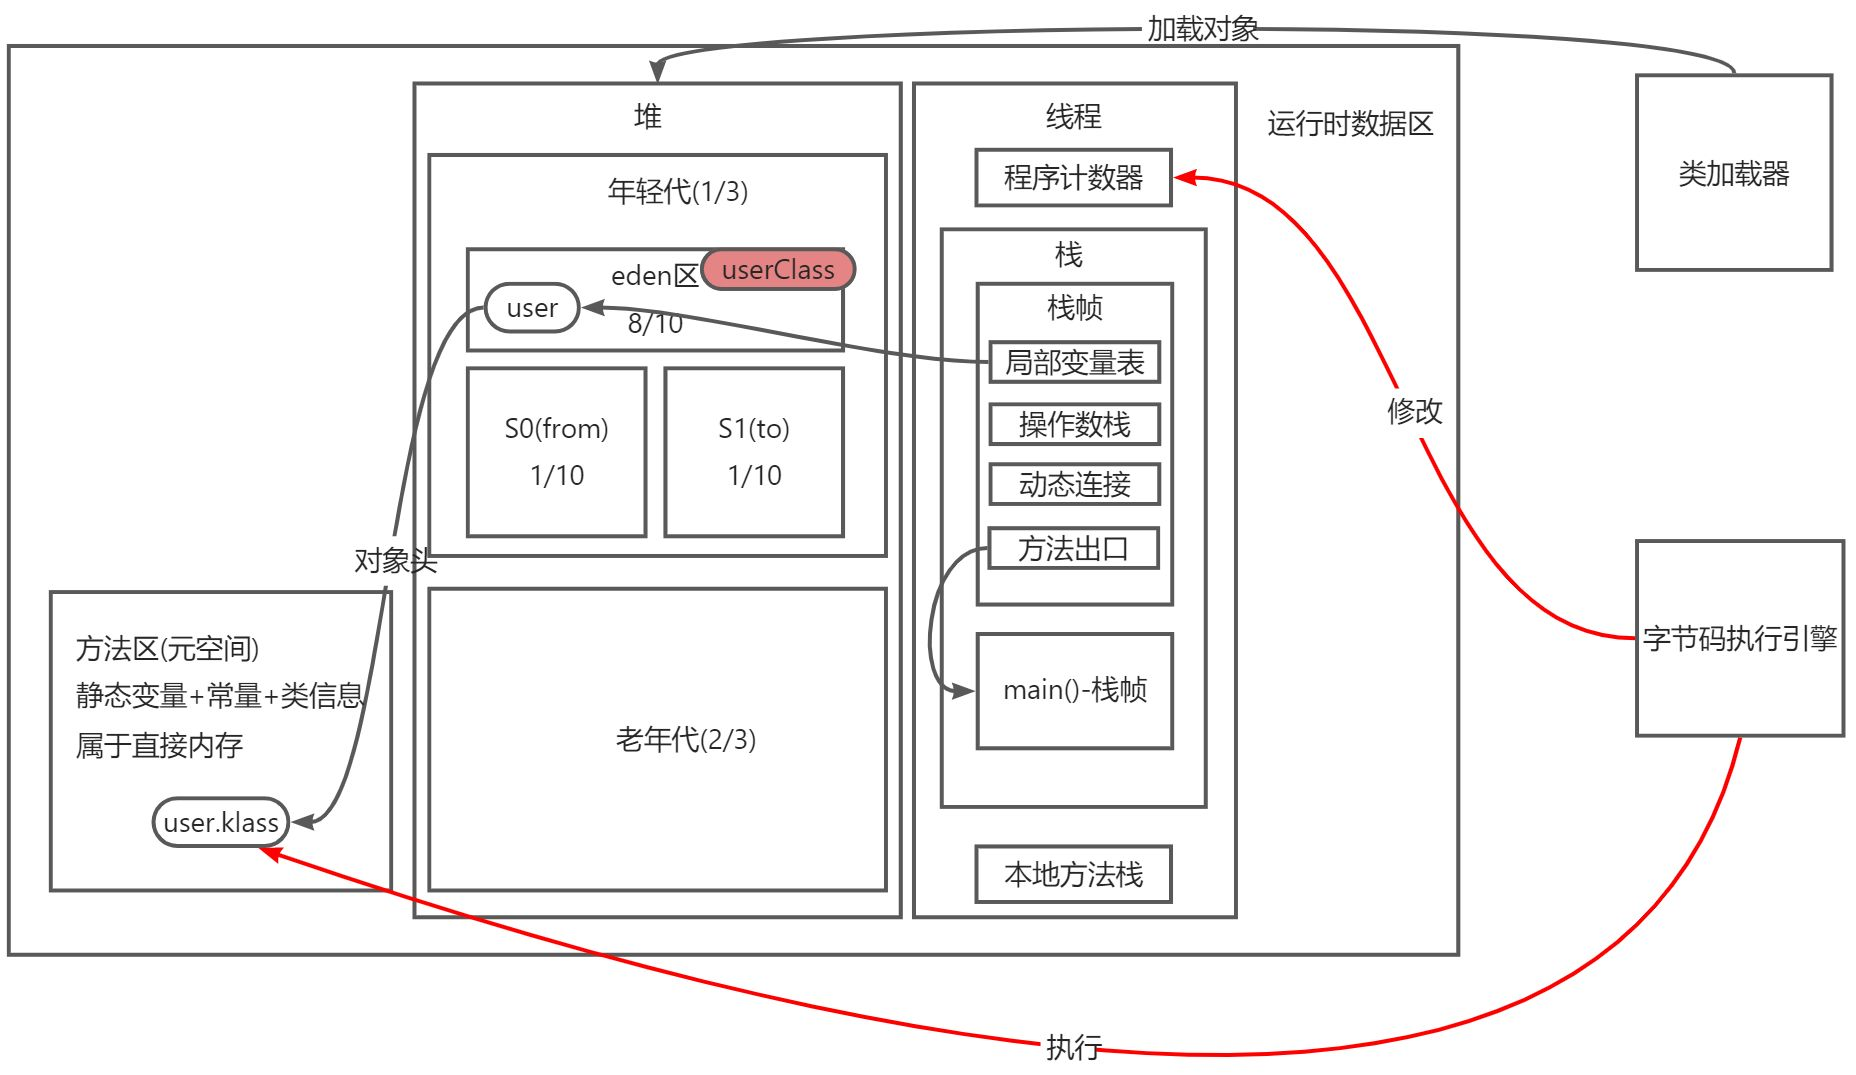 加载对象
堆
线程
运行时数据区
类加载器
程序计数器
年轻代(1/3)
栈
eden区
userClass
user
8/10
栈帧
局部变量表
操作数栈
动态连接
方法出口
修改
S0(from)
1/10
S1(to)
1/10
对象头
方法区(元空间)
静态变量+常量+类信息
属于直接内存
user.klass
老年代(2/3)
main()-栈帧
本地方法栈
字节码执行引擎
执行